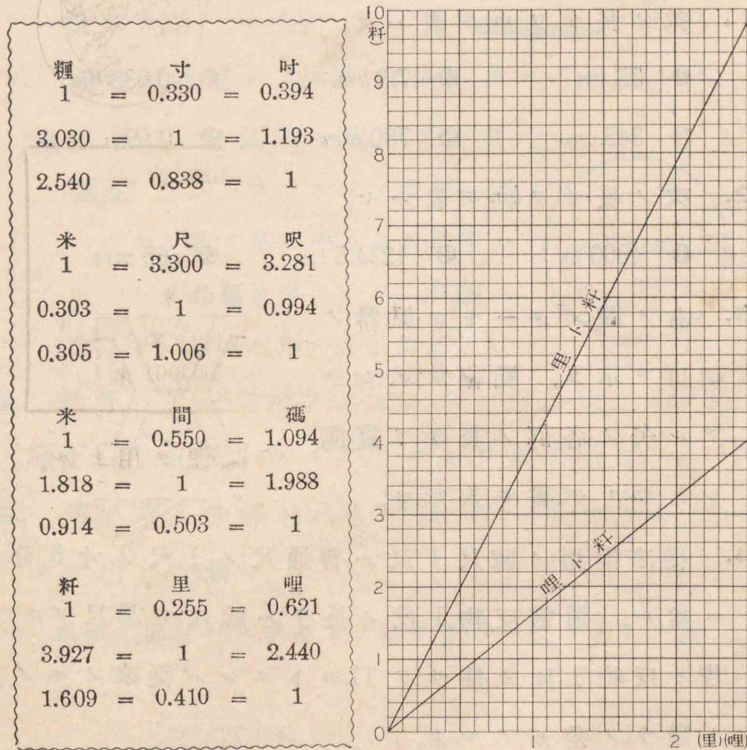 糎 寸 吋
1 = 0.330 = 0.394
3.030 = 1 = 1.193
2.540 = 0.838 = 1
米 尺 呎
1 = 3.300 = 3.281
0.303 = 1 = 0.994
0.305 = 1.006 = 1
米 間 碼
1 = 0.550 = 1.094
1.818 = 1 = 1.988
0.914 = 0.503 = 1
粁 里 哩
1 = 0.255 = 0.621
3.927 = 1 = 2.440
1.609 = 0.410 = 1
10
(粁)
9
8
7
6
5
4
3
2
1
0
里ト粁
哩ト粁
1 2 (里)(哩)